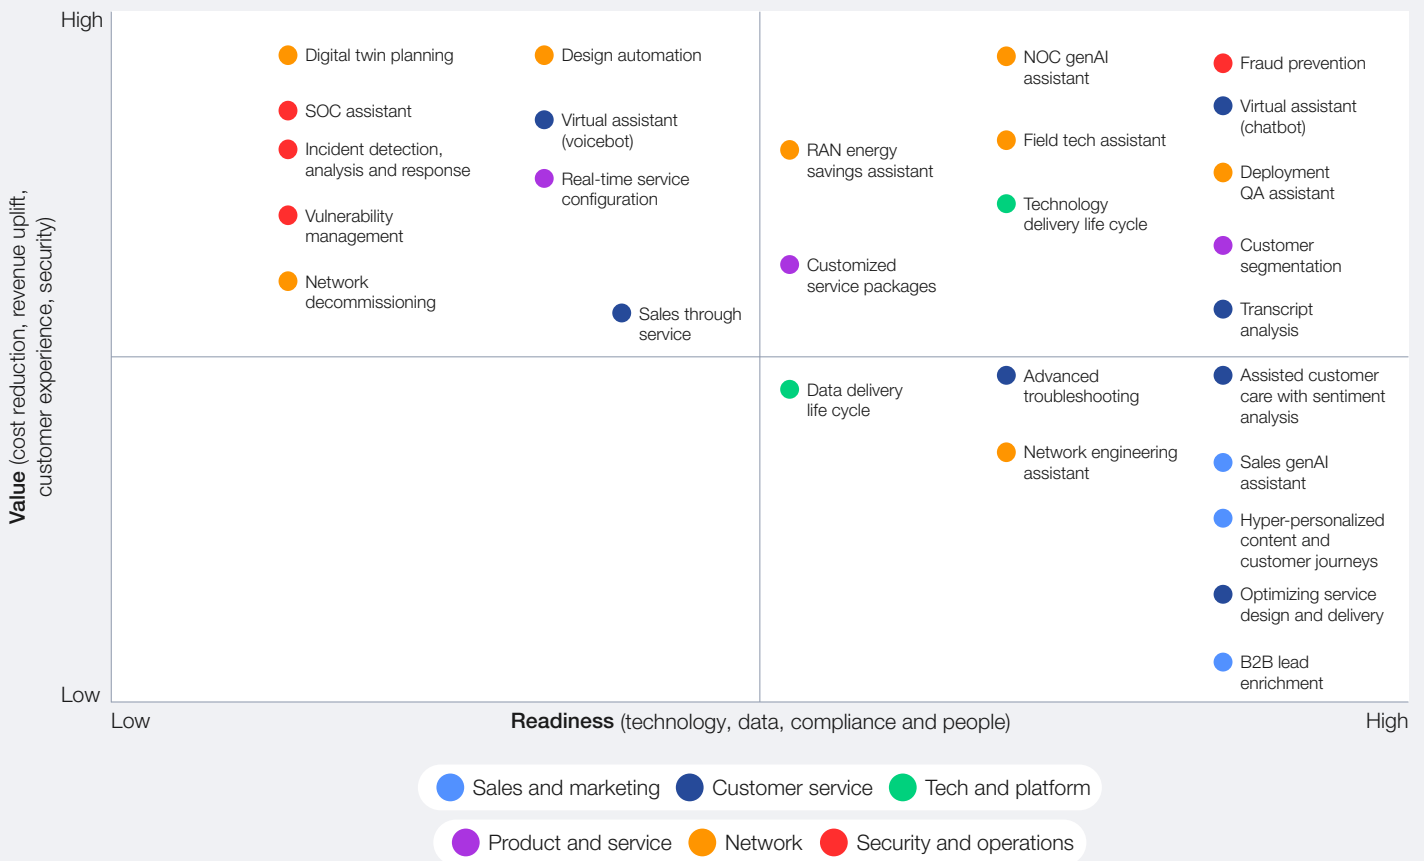 High
Digital twin planning
SOC assistant
Incident detection,
analysis and response
Vulnerability
management
Network
decommissioning
Design automation
Virtual assistant
(voicebot)
Real-time service
configuration
Sales through
service
RAN energy
savings assistant
Customized
service packages
NOC genAI
assistant
Field tech assistant
Technology
delivery life cycle
Fraud prevention
Virtual assistant
(chatbot)
Deployment
QA assistant
Customer
segmentation
Transcript
analysis
Data delivery
life cycle
Advanced
troubleshooting
Network engineering
assistant
Assisted customer
care with sentiment
analysis
Sales genAI
assistant
Hyper-personalized
content and
customer journeys
Optimizing service
design and delivery
B2B lead
enrichment
Value (cost reduction, revenue uplift,
customer experience, security)
Low
Low
Readiness (technology, data, compliance and people)
High
Sales and marketing
Customer service
Tech and platform
Product and service
Network
Security and operations